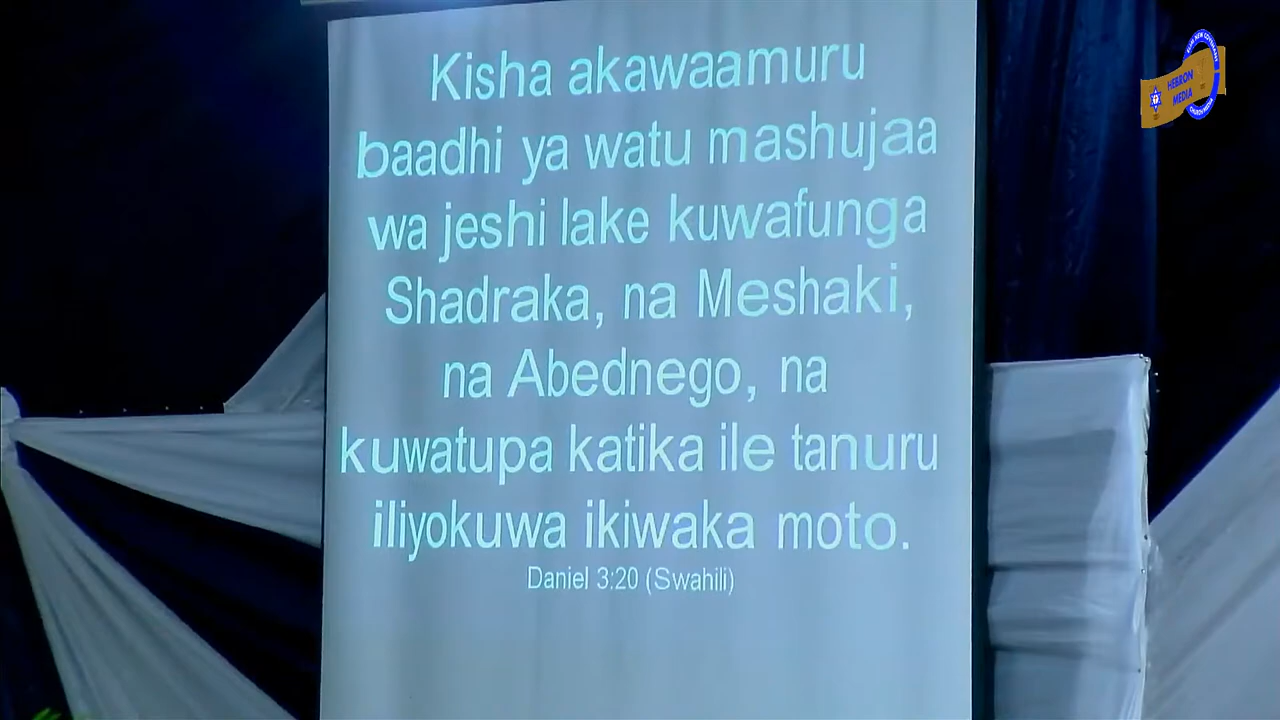 Kisha akawaamuru
baadhi ya watu mashujaa
wa jeshi lake kuwafunga
Shadraka, na Meshaki,
na Abednego, na
kuwatupa katika ile tanuru
iliyokuwa ikiwaka moto.
Daniel 3:20 (Swahili)
HEBRON
MEDIA